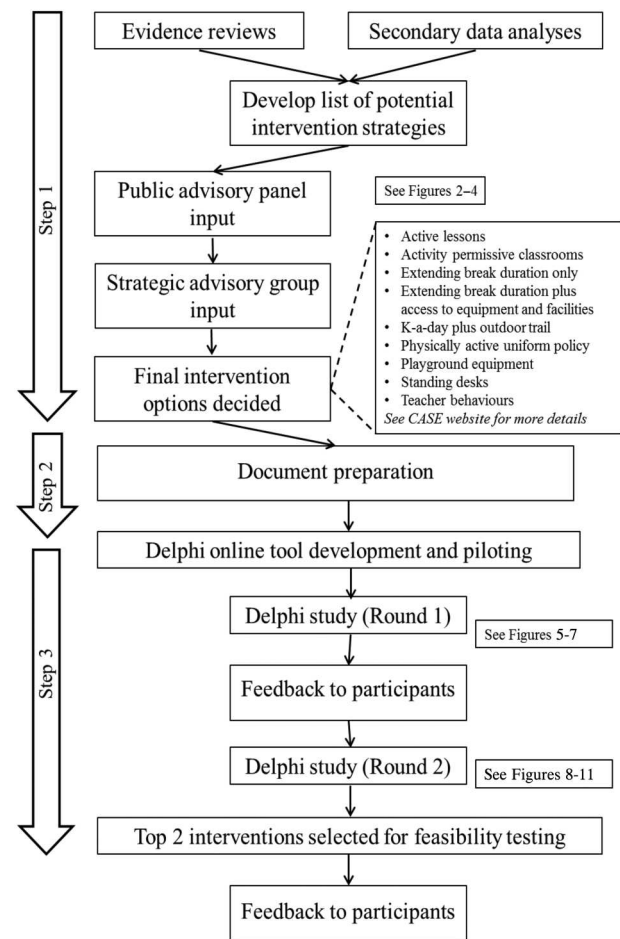 Evidence reviews
Secondary data analyses
Develop list of potential
intervention strategies
Step 1
Public advisory panel
input
See Figures 2–4
Strategic advisory group
input
• Active lessons
• Activity permissive classrooms
• Extending break duration only
• Extending break duration plus
access to equipment and facilities
• K-a-day plus outdoor trail
• Physically active uniform policy
• Playground equipment
• Standing desks
• Teacher behaviours
See CASE website for more details
Final intervention
options decided
Step 2
Document preparation
Step 3
Delphi online tool development and piloting
Delphi study (Round 1)
See Figures 5-7
Feedback to participants
Delphi study (Round 2)
See Figures 8-11
Top 2 interventions selected for feasibility testing
Feedback to participants